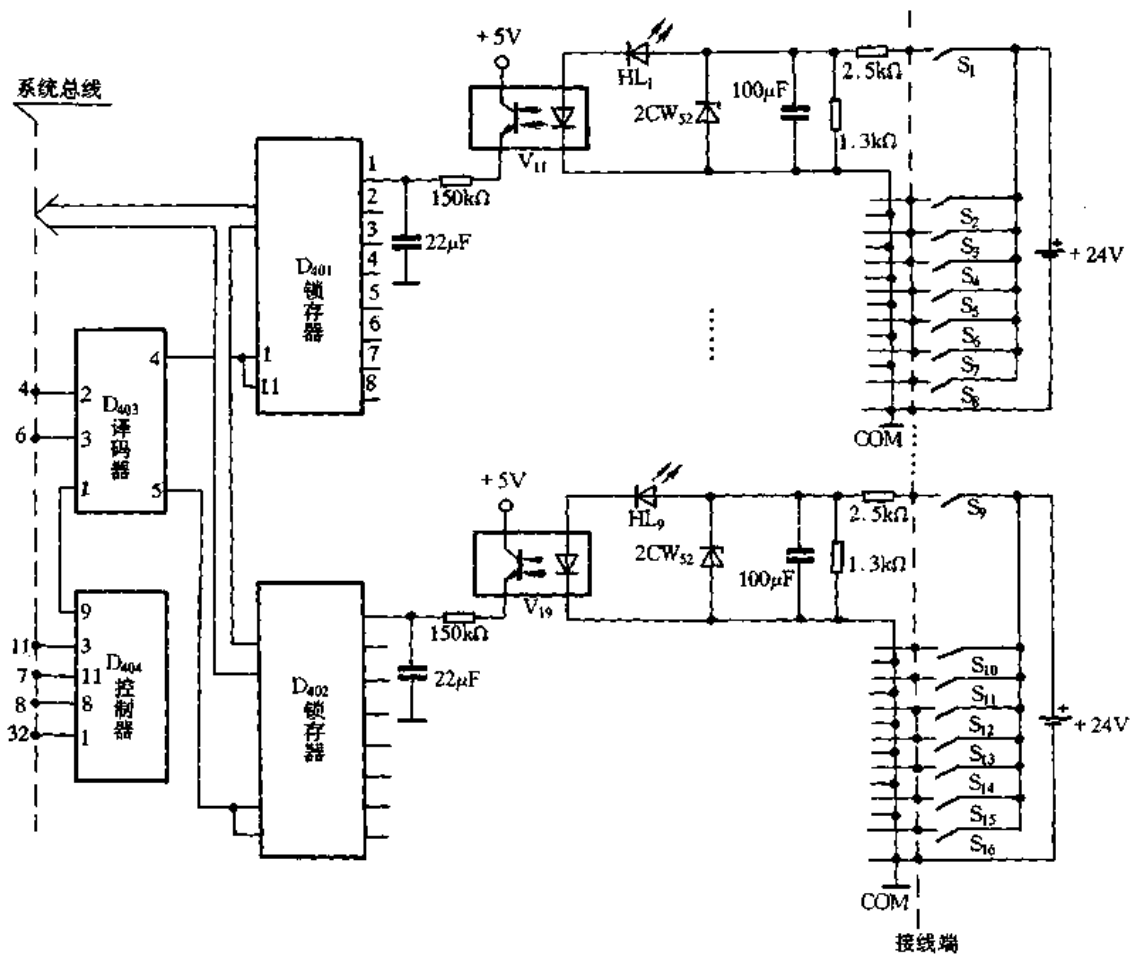 系统总线
+5V
HL1
2CW52
100μF
2.5kΩ
S1
1.3kΩ
V11
150kΩ
22μF
D401
锁存器
1
2
3
4
5
6
7
8
1
11
S2
S3
S4
S5
S6
S7
S8
+
+24V
COM
4
6
2
3
1
D403
译码器
4
5
+5V
HL9
2CW52
100μF
2.5kΩ
S9
1.3kΩ
V19
150kΩ
22μF
D402
锁存器
11
7
8
32
9
3
11
8
1
D404
控制器
S10
S11
S12
S13
S14
S15
S16
+
+24V
COM
接线端